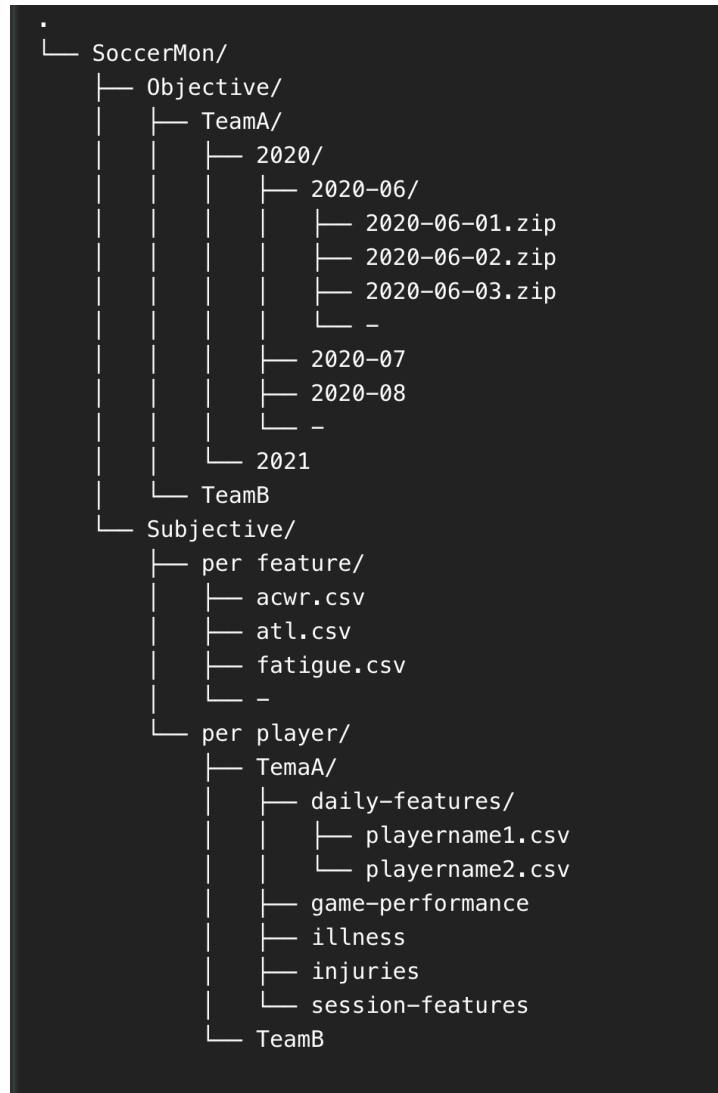 .
└── SoccerMon/
    ├── Objective/
    │   ├── TeamA/
    │   │   ├── 2020/
    │   │   │   ├── 2020-06/
    │   │   │   │   ├── 2020-06-01.zip
    │   │   │   │   ├── 2020-06-02.zip
    │   │   │   │   ├── 2020-06-03.zip
    │   │   │   │   └── -
    │   │   │   ├── 2020-07
    │   │   │   ├── 2020-08
    │   │   │   └── -
    │   │   └── 2021
    │   └── TeamB
    └── Subjective/
        ├── per feature/
        │   ├── acwr.csv
        │   ├── atl.csv
        │   ├── fatigue.csv
        │   └── -
        └── per player/
            ├── TemaA/
            │   ├── daily-features/
            │   │   ├── playername1.csv
            │   │   └── playername2.csv
            │   ├── game-performance
            │   ├── illness
            │   ├── injuries
            │   └── session-features
            └── TeamB